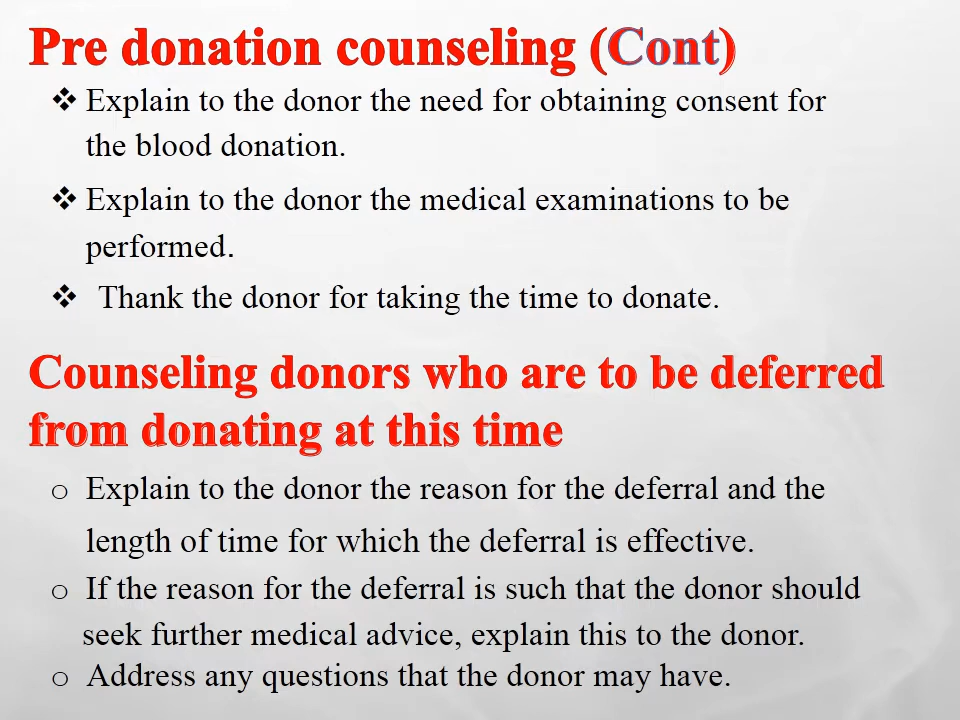 Pre donation counseling (Cont)
❖ Explain to the donor the need for obtaining consent for
the blood donation.
❖ Explain to the donor the medical examinations to be
performed.
❖ Thank the donor for taking the time to donate.
Counseling donors who are to be deferred
from donating at this time
o Explain to the donor the reason for the deferral and the
length of time for which the deferral is effective.
o If the reason for the deferral is such that the donor should
seek further medical advice, explain this to the donor.
o Address any questions that the donor may have.